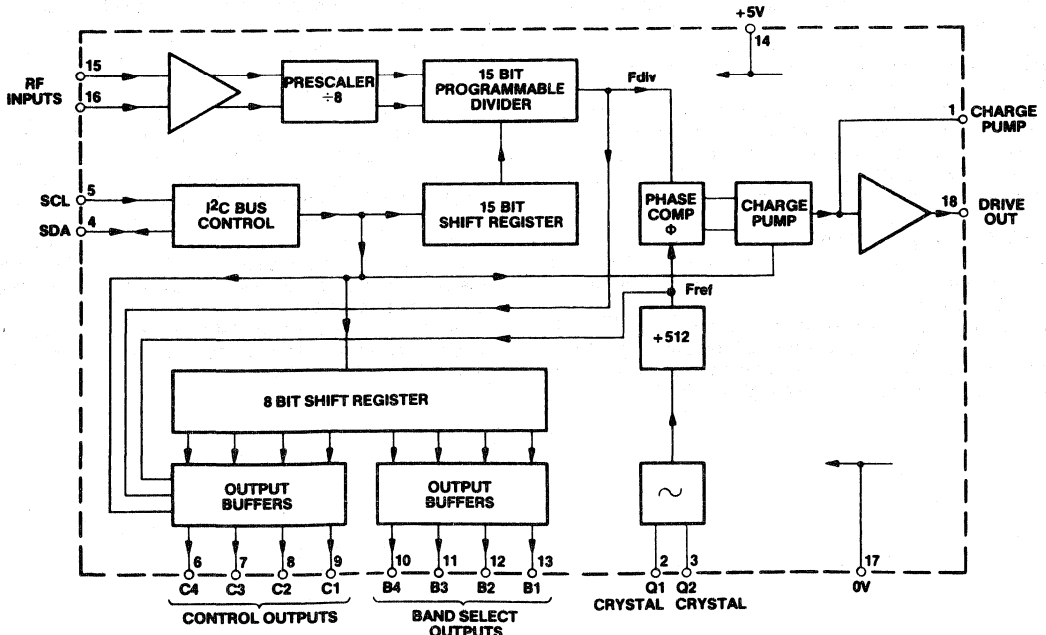 +5V
14
15
RF
INPUTS
16
PRESCALER
÷8
15 BIT
PROGRAMMABLE
DIVIDER
Fdiv
1
CHARGE
PUMP
5
SCL
4
SDA
I²C BUS
CONTROL
15 BIT
SHIFT REGISTER
PHASE
COMP
Φ
CHARGE
PUMP
18
DRIVE
OUT
Fref
+512
8 BIT SHIFT REGISTER
OUTPUT
BUFFERS
OUTPUT
BUFFERS
~
6
7
8
9
10
11
12
13
2
3
17
C4
C3
C2
C1
B4
B3
B2
B1
Q1
Q2
0V
CRYSTAL
CRYSTAL
CONTROL OUTPUTS
BAND SELECT
OUTPUTS